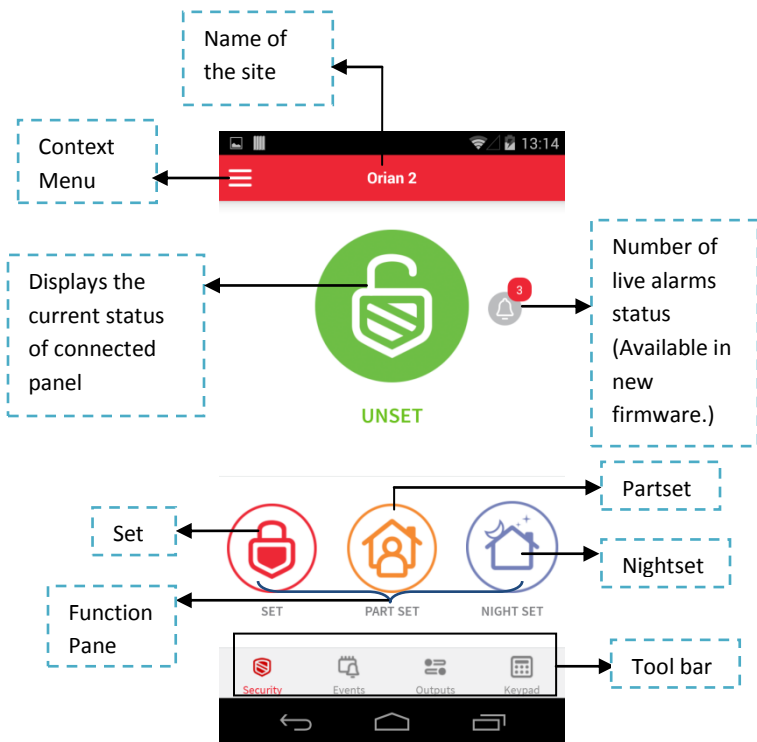 Name of
the site
Context
Menu
13:14
Orian 2
Displays the
current status
of connected
panel
3
Number of
live alarms
status
(Available in
new
firmware.)
UNSET
Partset
Set
Nightset
Function
Pane
SET
PART SET
NIGHT SET
Tool bar
Security
Events
Outputs
Keypad